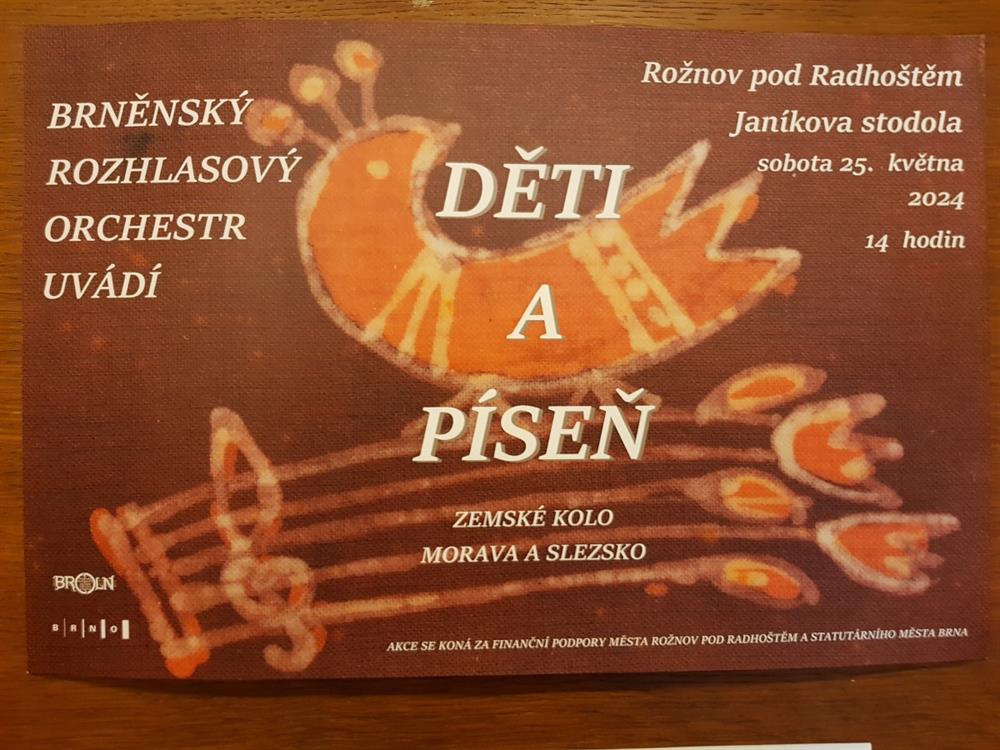 BRNĚNSKÝ
ROZHLASOVÝ
ORCHESTR
UVÁDÍ
Rožnov pod Radhoštěm
Janíkova stodola
sobota 25. května
2024
14 hodin
DĚTI
A
PÍSEŇ
ZEMSKÉ KOLO
MORAVA A SLEZSKO
BROLN
BRNO
AKCE SE KONÁ ZA FINANČNÍ PODPORY MĚSTA ROŽNOV POD RADHOŠTĚM A STATUTÁRNÍHO MĚSTA BRNA